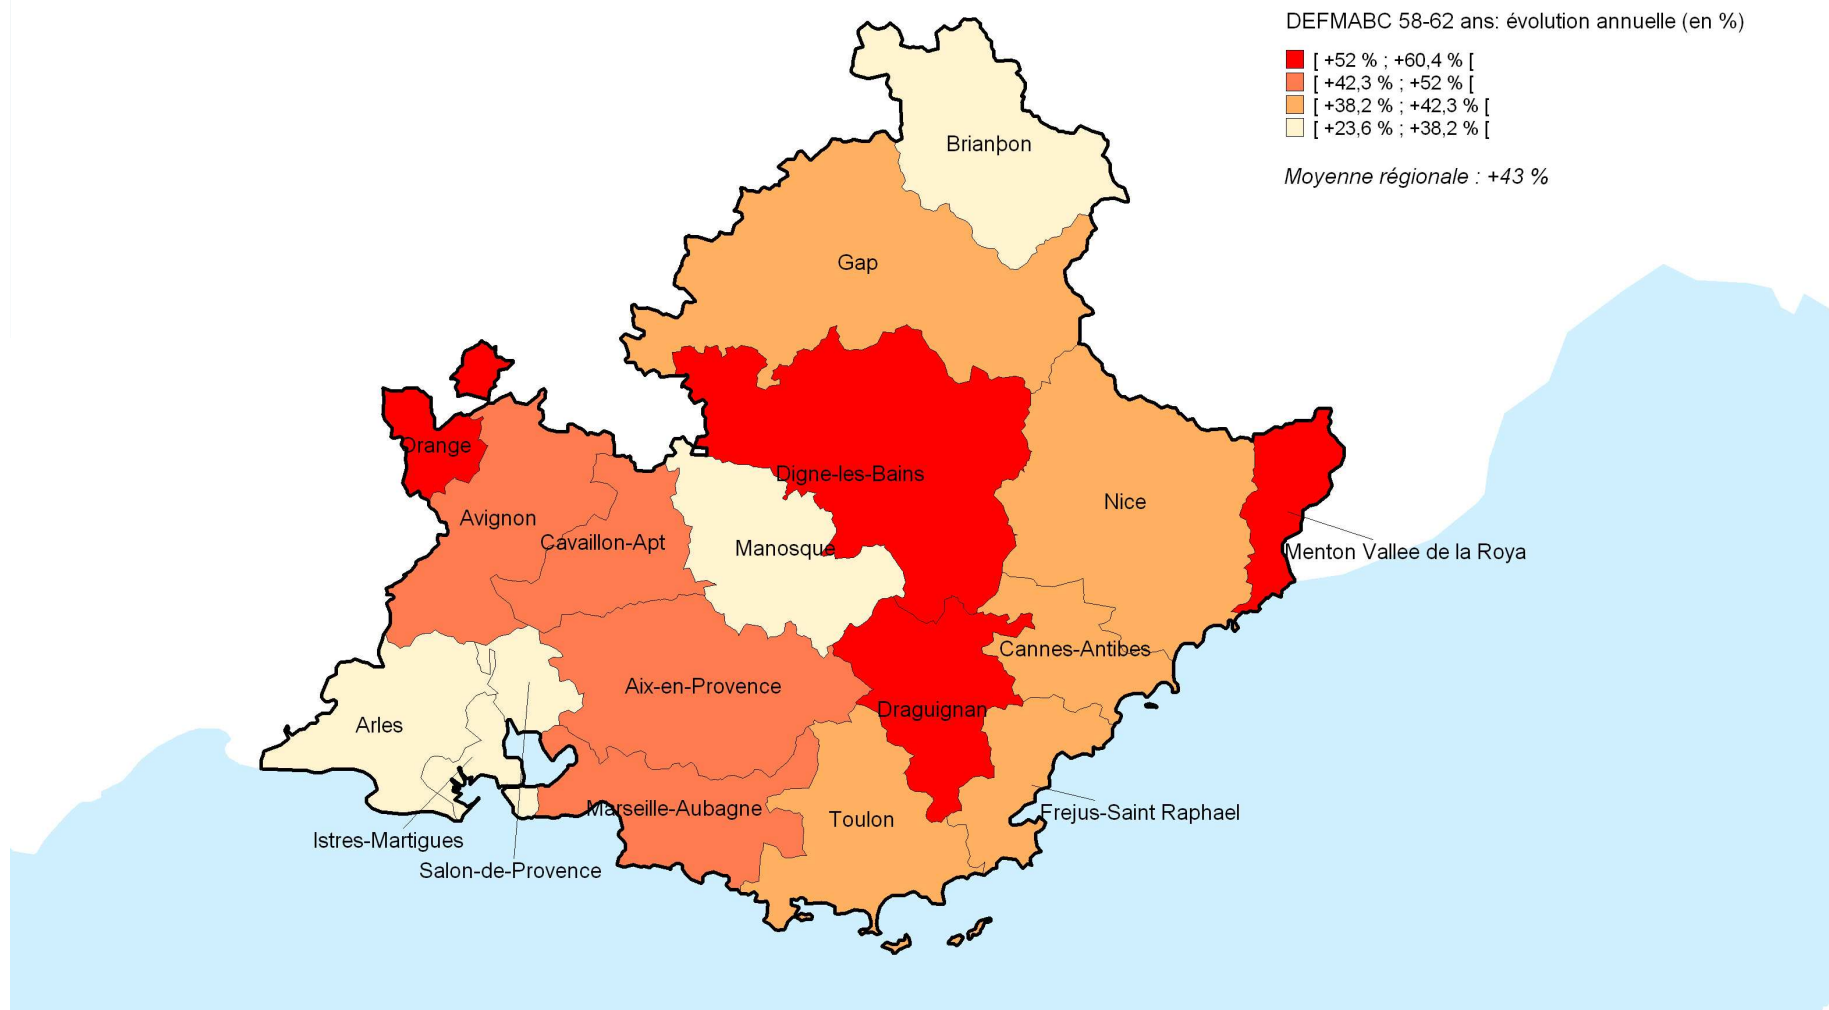 DEFMABC 58-62 ans: évolution annuelle (en %)
[ +52 % ; +60,4 % [
[ +42,3 % ; +52 % [
[ +38,2 % ; +42,3 % [
[ +23,6 % ; +38,2 % [
Moyenne régionale : +43 %
Brianþon
Gap
Orange
Digne-les-Bains
Nice
Avignon
Cavaillon-Apt
Manosque
Menton Vallee de la Roya
Cannes-Antibes
Aix-en-Provence
Draguignan
Arles
Marseille-Aubagne
Toulon
Frejus-Saint Raphael
Istres-Martigues
Salon-de-Provence